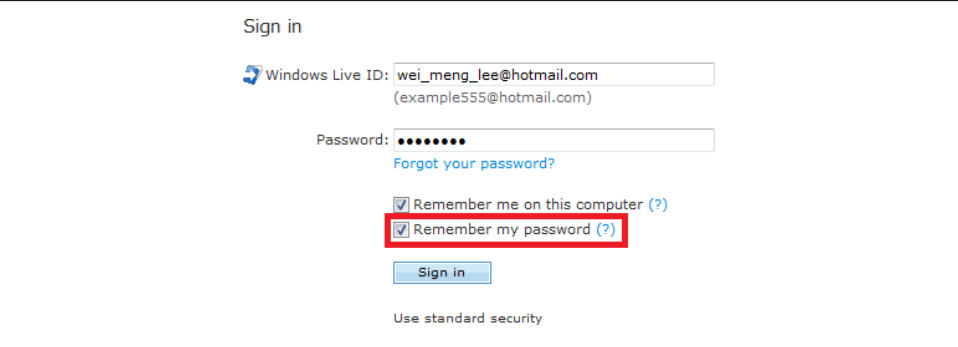 Sign in
Windows Live ID: wei_meng_lee@hotmail.com
(example555@hotmail.com)
Password: ••••••••
Forgot your password?
Remember me on this computer (?)
Remember my password (?)
Sign in
Use standard security